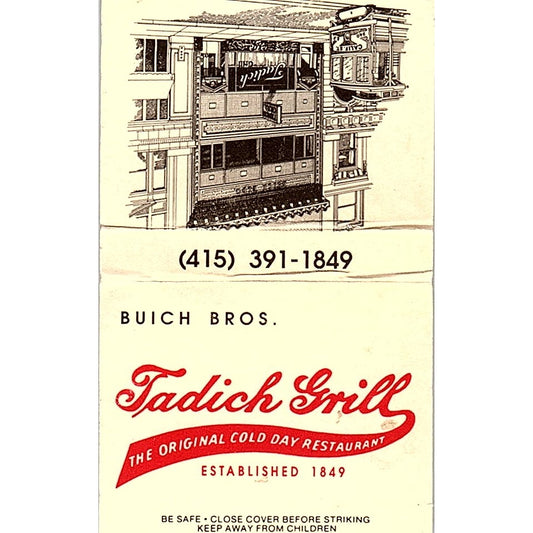 Tadich
(415) 391-1849
BUICH BROS.
Tadich Grill
THE ORIGINAL COLD DAY RESTAURANT
ESTABLISHED 1849
BE SAFE • CLOSE COVER BEFORE STRIKING
KEEP AWAY FROM CHILDREN